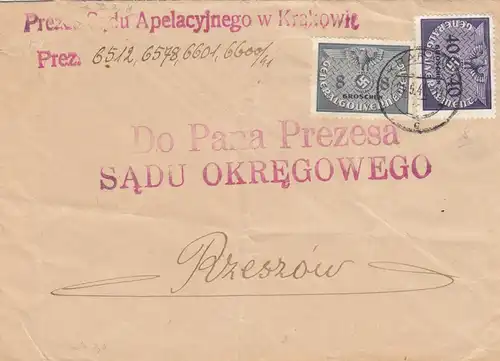 Prezes Sądu Apelacyjnego w Krakowie
Prez. 6512, 6578, 6601, 6600/41
8
GROSCHEN
GENERALGOUVERNEMENT
40+20
GENERALGOUVERNEMENT
Do Pana Prezesa
SĄDU OKRĘGOWEGO
Rzeszów